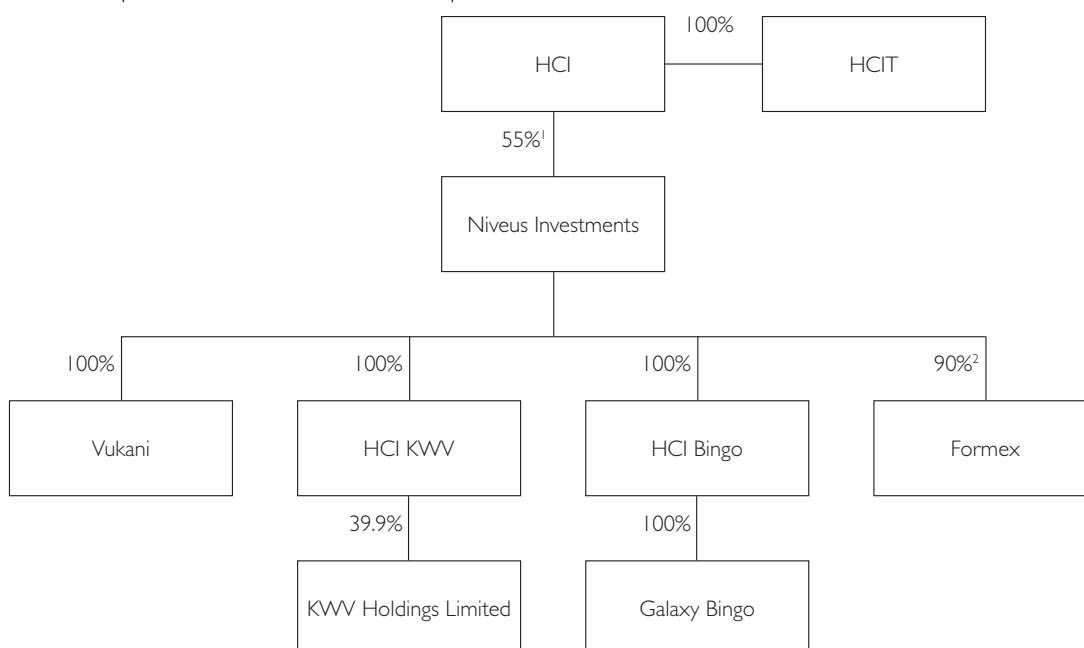 100%
HCI
HCIT
55%¹
Niveus Investments
100%
100%
100%
90%²
Vukani
HCI KWV
HCI Bingo
Formex
39.9%
100%
KWV Holdings Limited
Galaxy Bingo